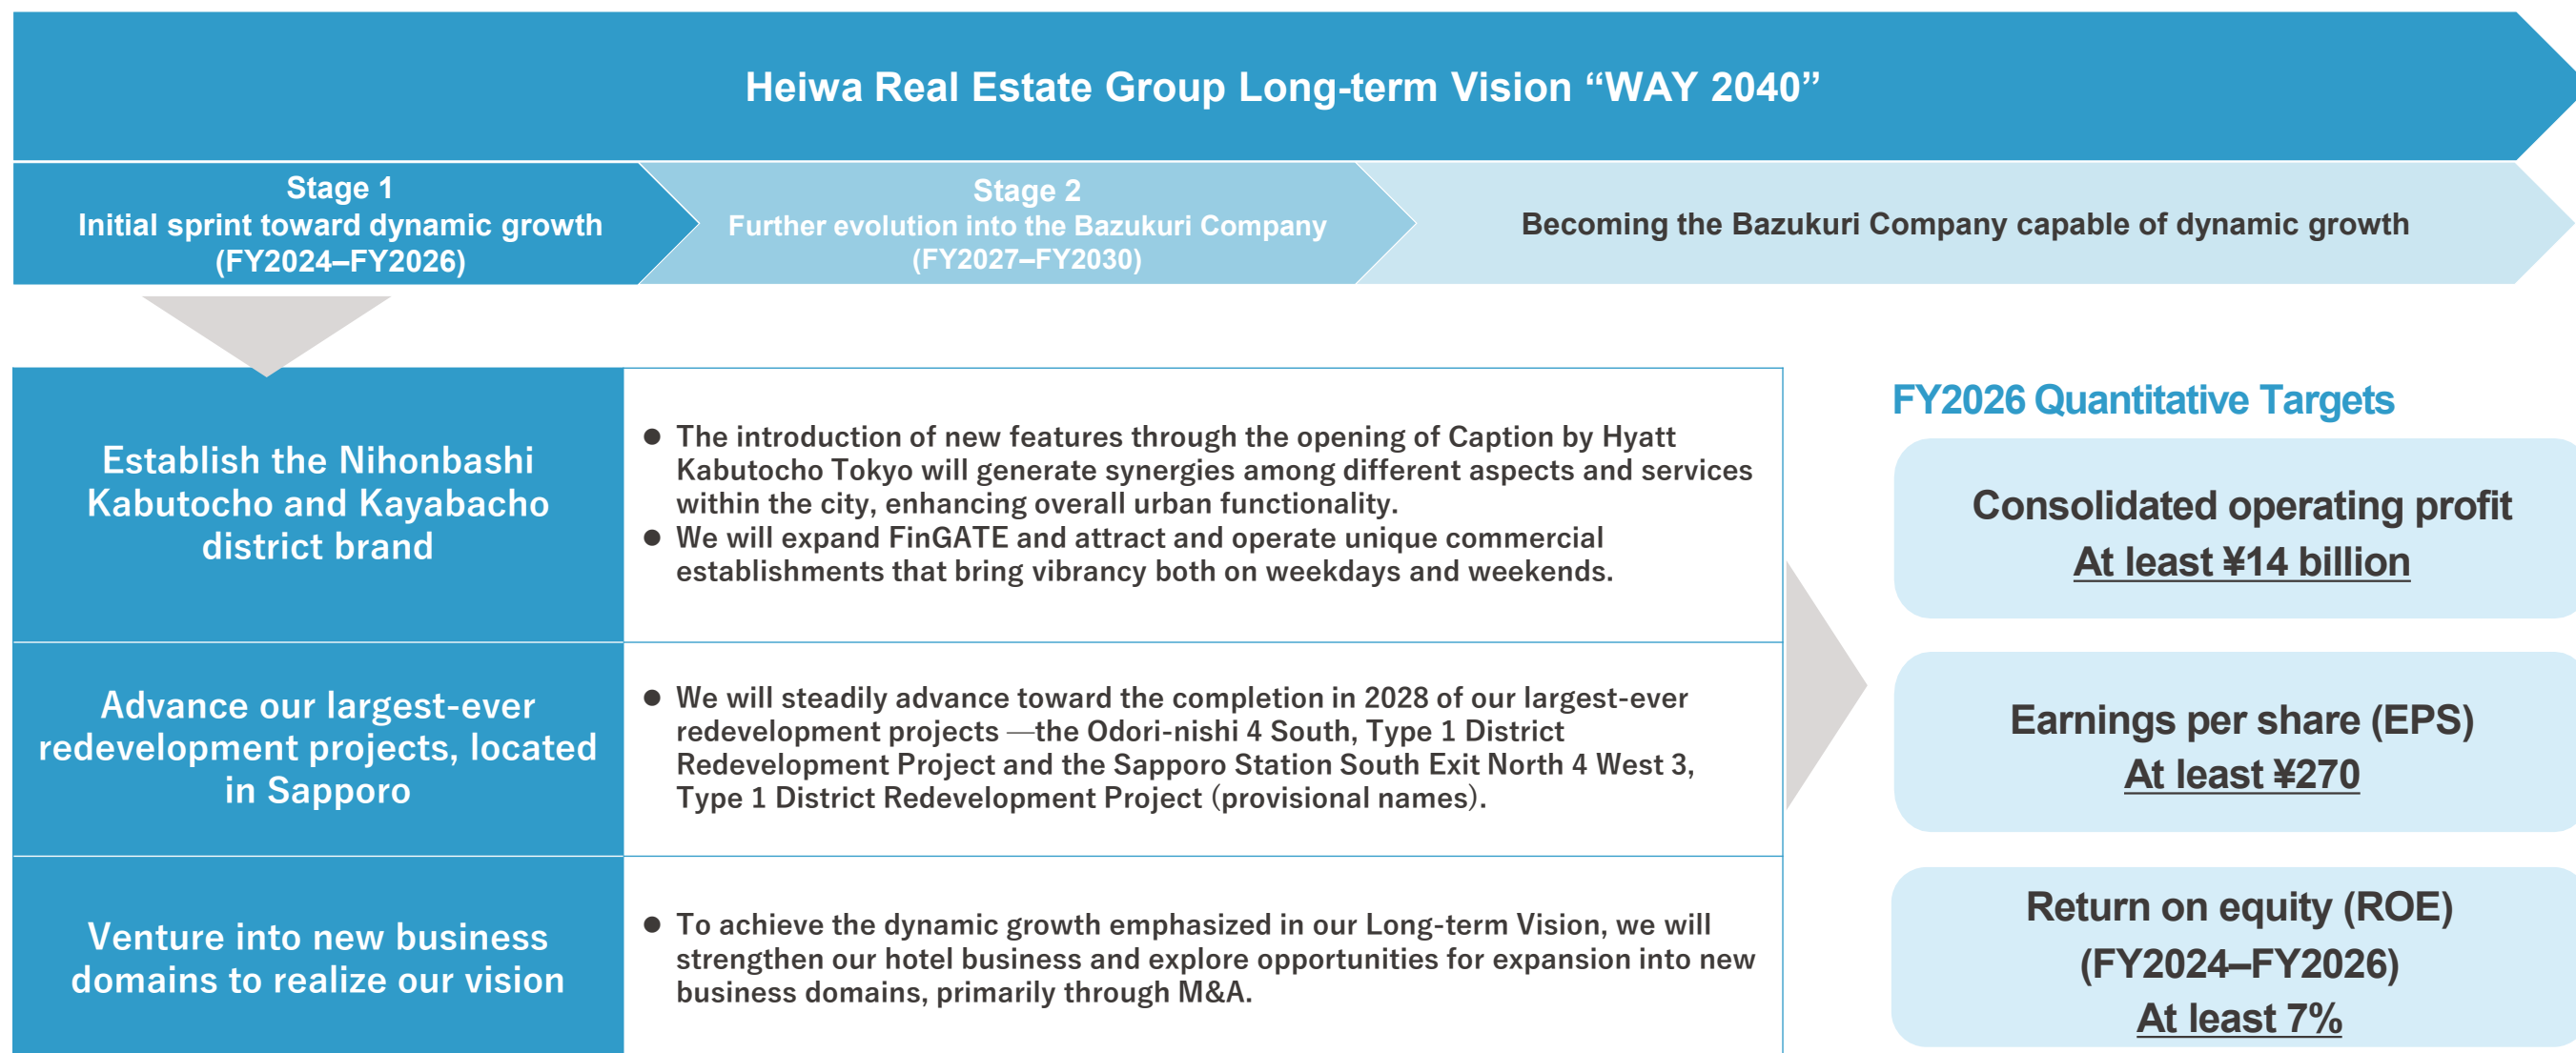 Heiwa Real Estate Group Long-term Vision “WAY 2040”
Stage 1
Initial sprint toward dynamic growth
(FY2024–FY2026)
Stage 2
Further evolution into the Bazukuri Company
(FY2027–FY2030)
Becoming the Bazukuri Company capable of dynamic growth
Establish the Nihonbashi
Kabutocho and Kayabacho
district brand
● The introduction of new features through the opening of Caption by Hyatt
Kabutocho Tokyo will generate synergies among different aspects and services
within the city, enhancing overall urban functionality.
● We will expand FinGATE and attract and operate unique commercial
establishments that bring vibrancy both on weekdays and weekends.
Advance our largest-ever
redevelopment projects, located
in Sapporo
● We will steadily advance toward the completion in 2028 of our largest-ever
redevelopment projects —the Odori-nishi 4 South, Type 1 District
Redevelopment Project and the Sapporo Station South Exit North 4 West 3,
Type 1 District Redevelopment Project (provisional names).
Venture into new business
domains to realize our vision
● To achieve the dynamic growth emphasized in our Long-term Vision, we will
strengthen our hotel business and explore opportunities for expansion into new
business domains, primarily through M&A.
FY2026 Quantitative Targets
Consolidated operating profit
At least ¥14 billion
Earnings per share (EPS)
At least ¥270
Return on equity (ROE)
(FY2024–FY2026)
At least 7%